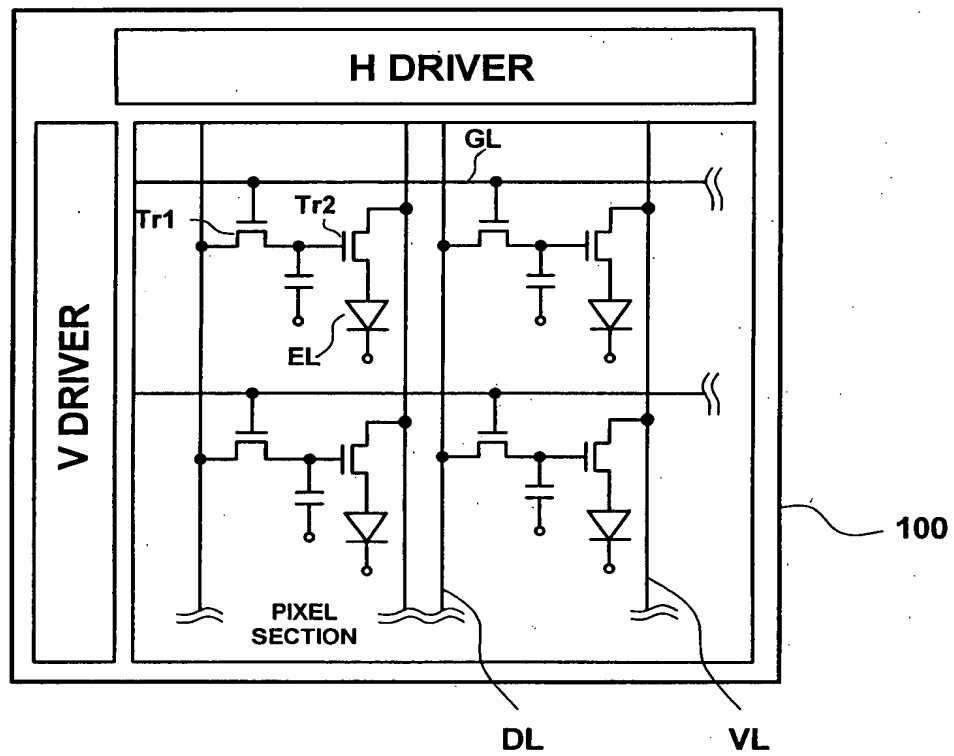 H DRIVER
V DRIVER
GL
Tr1
Tr2
EL
PIXEL
SECTION
100
DL
VL